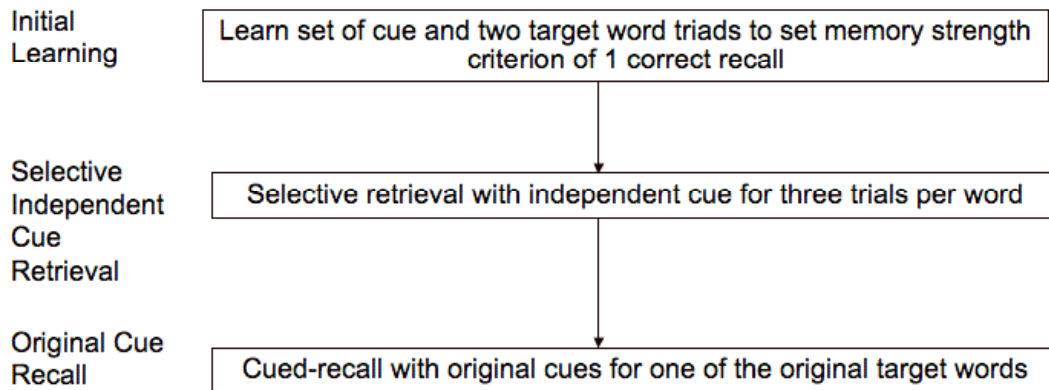 Initial
Learning
Learn set of cue and two target word triads to set memory strength
criterion of 1 correct recall
Selective
Independent
Cue
Retrieval
Selective retrieval with independent cue for three trials per word
Original Cue
Recall
Cued-recall with original cues for one of the original target words